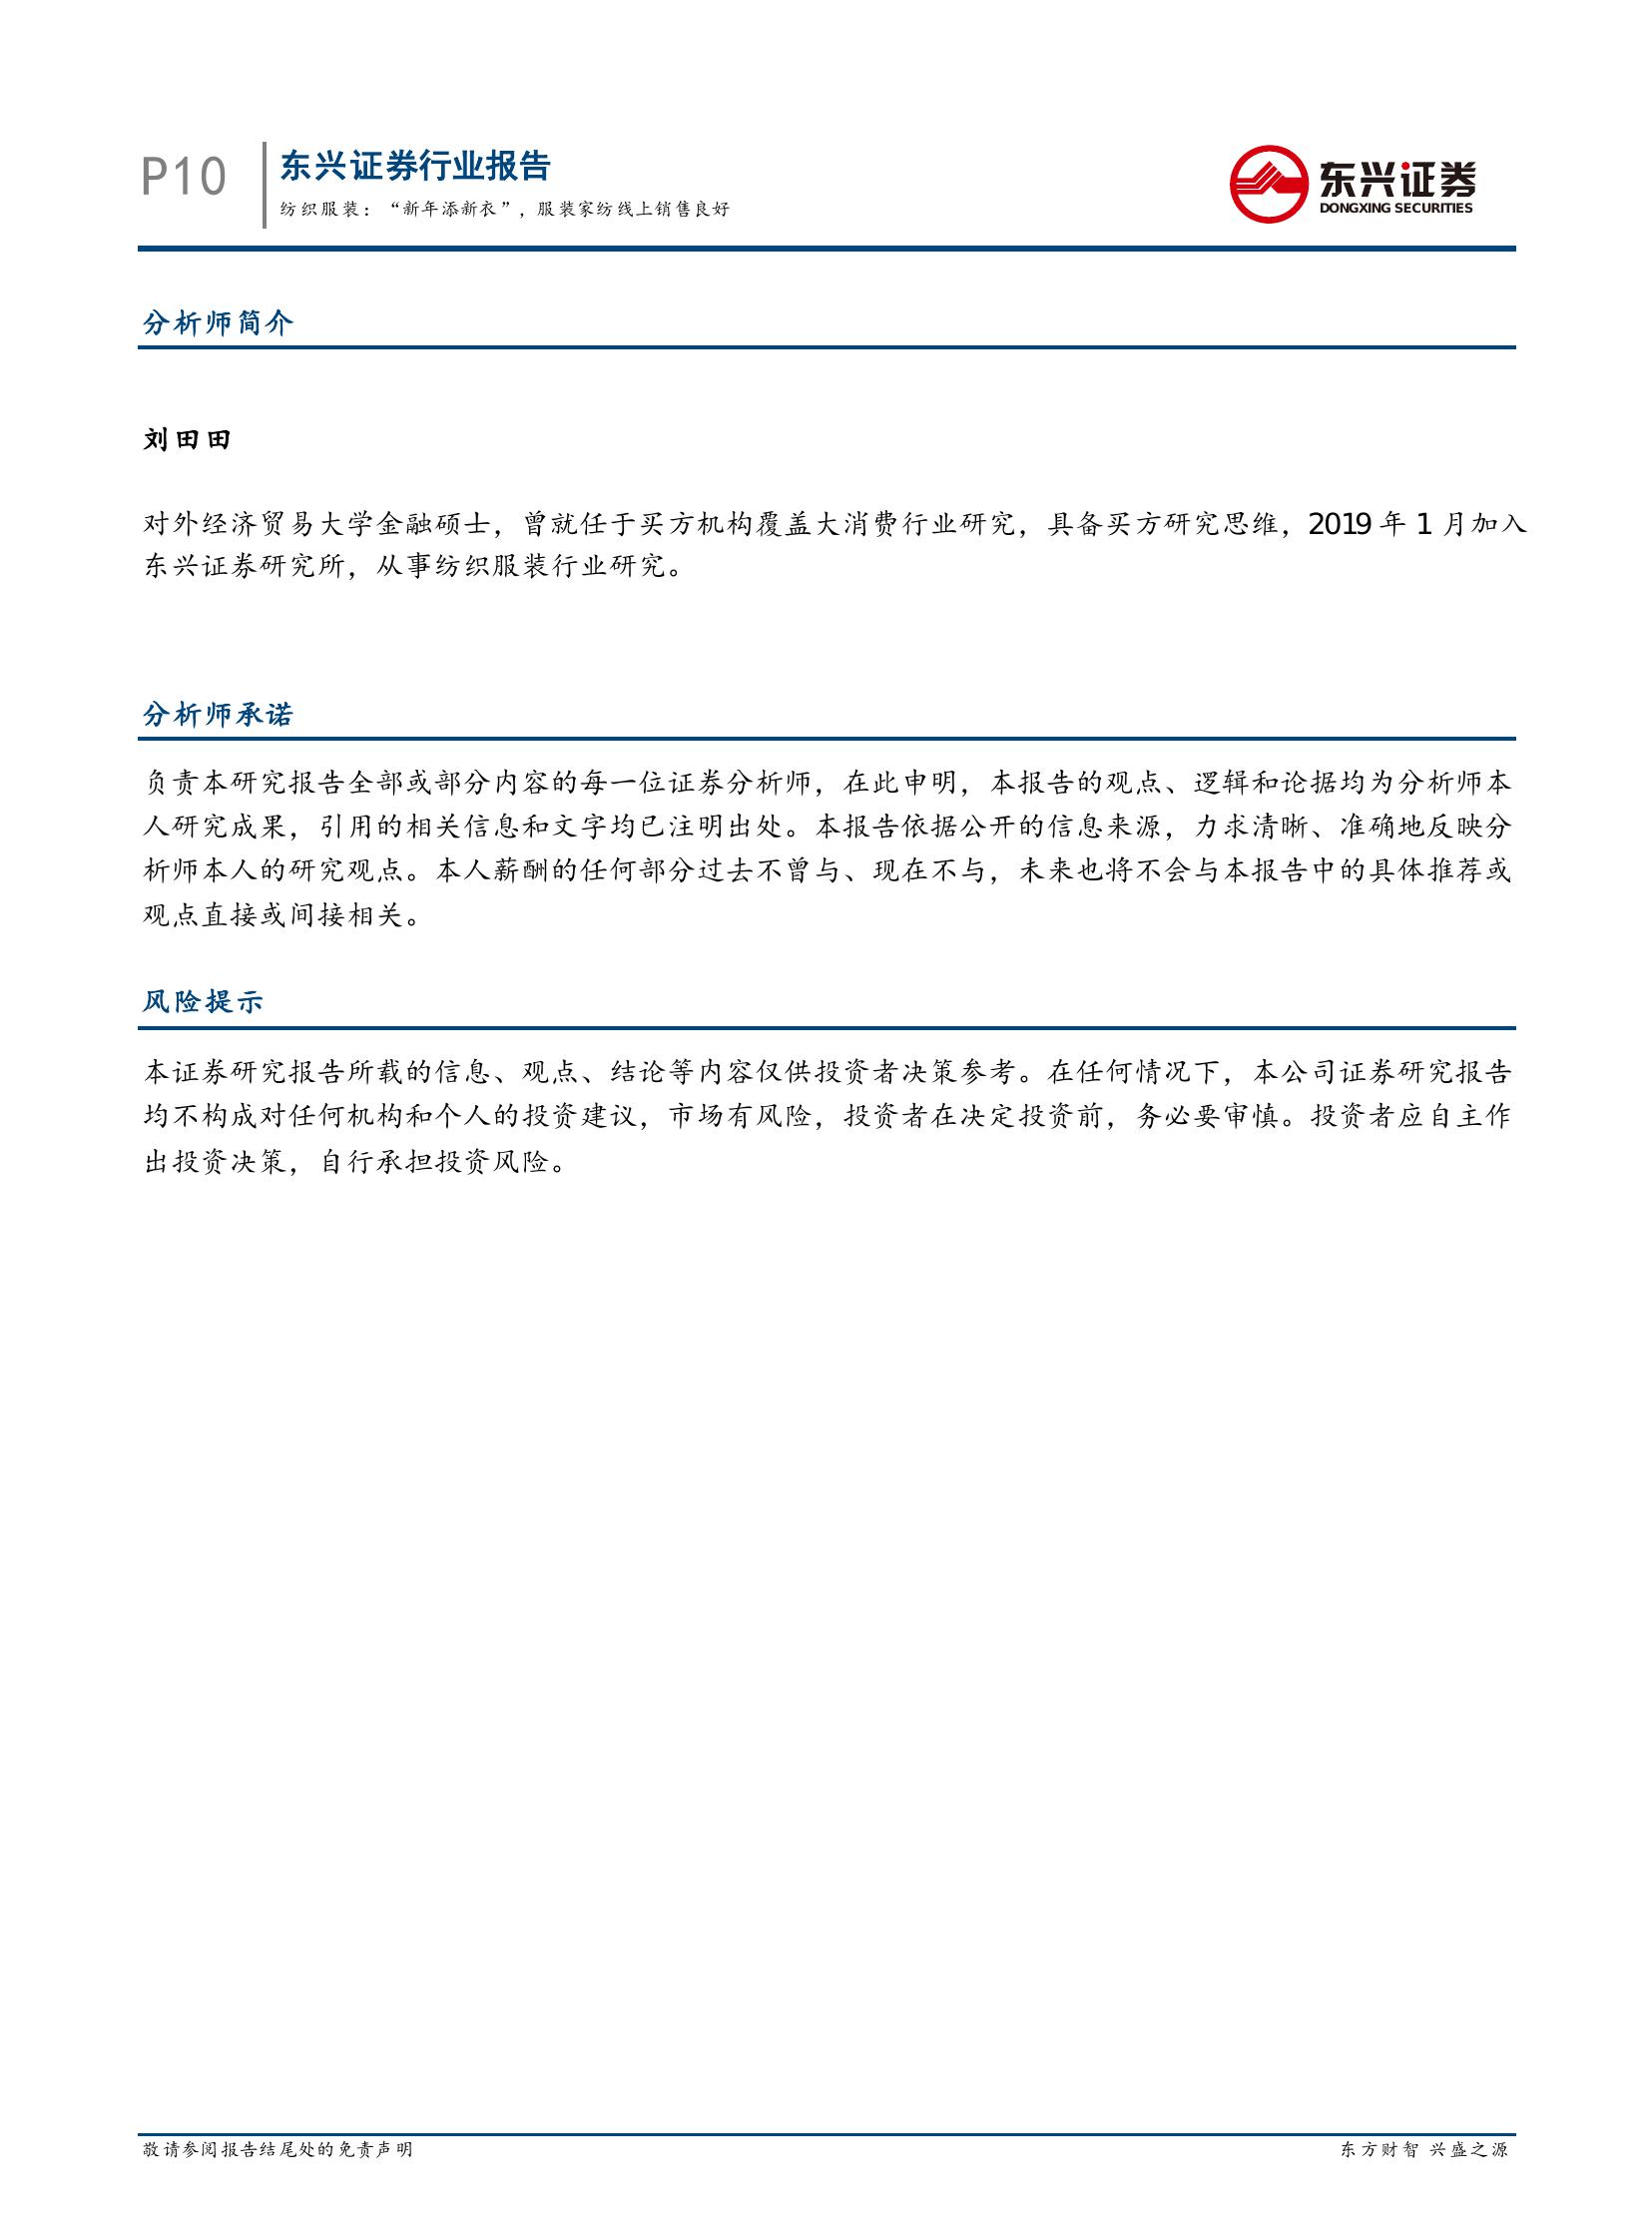 P10
东兴证券行业报告
纺织服装：“新年添新衣”，服装家纺线上销售良好
东兴证券
DONGXING SECURITIES
分析师简介
刘田田
对外经济贸易大学金融硕士，曾就任于买方机构覆盖大消费行业研究，具备买方研究思维，2019 年 1 月加入
东兴证券研究所，从事纺织服装行业研究。
分析师承诺
负责本研究报告全部或部分内容的每一位证券分析师，在此申明，本报告的观点、逻辑和论据均为分析师本
人研究成果，引用的相关信息和文字均已注明出处。本报告依据公开的信息来源，力求清晰、准确地反映分
析师本人的研究观点。本人薪酬的任何部分过去不曾与、现在不与，未来也将不会与本报告中的具体推荐或
观点直接或间接相关。
风险提示
本证券研究报告所载的信息、观点、结论等内容仅供投资者决策参考。在任何情况下，本公司证券研究报告
均不构成对任何机构和个人的投资建议，市场有风险，投资者在决定投资前，务必要审慎。投资者应自主作
出投资决策，自行承担投资风险。
敬请参阅报告结尾处的免责声明
东方财智 兴盛之源